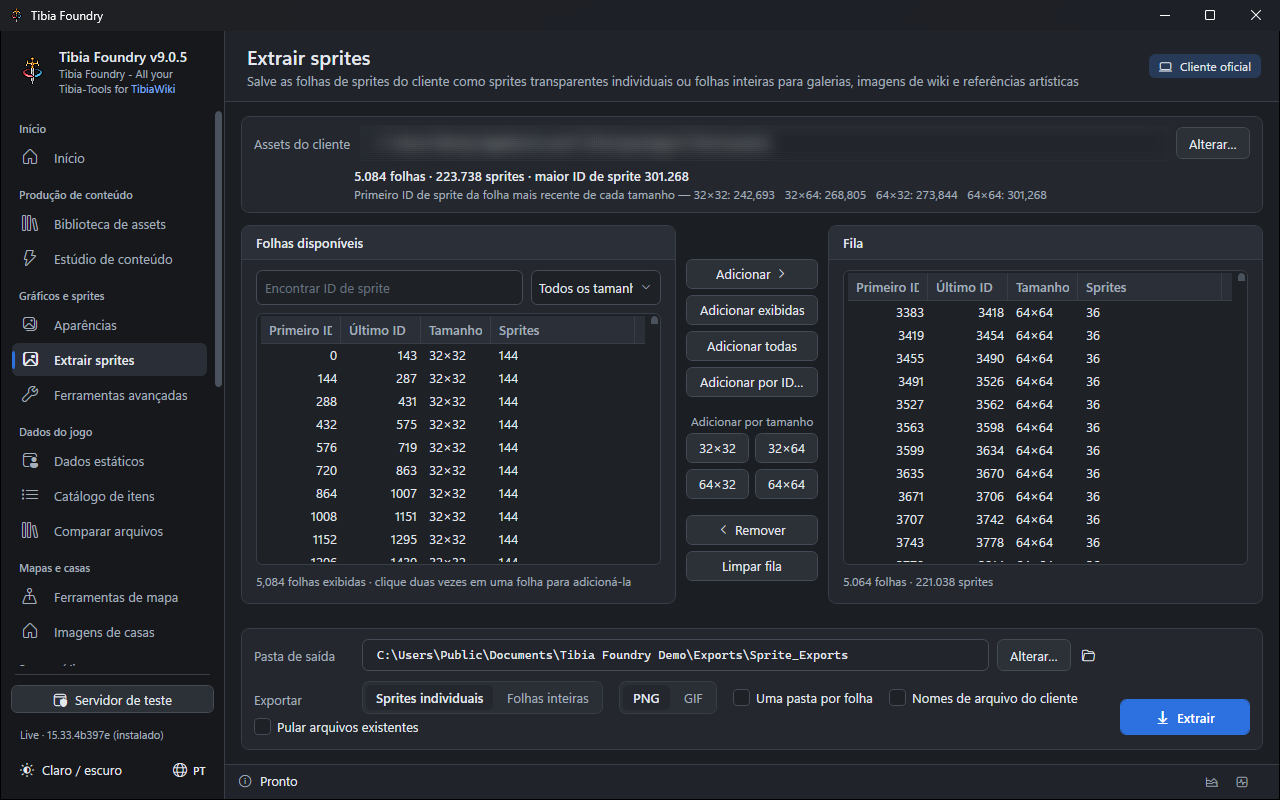 Tibia Foundry
Tibia Foundry v9.0.5
Tibia Foundry - All your
Tibia-Tools for TibiaWiki
Início
Início
Produção de conteúdo
Biblioteca de assets
Estúdio de conteúdo
Gráficos e sprites
Aparências
Extrair sprites
Ferramentas avançadas
Dados do jogo
Dados estáticos
Catálogo de itens
Comparar arquivos
Mapas e casas
Ferramentas de mapa
Imagens de casas
Servidor de teste
Live · 15.33.4b397e (instalado)
Claro / escuro
PT
Extrair sprites
Salve as folhas de sprites do cliente como sprites transparentes individuais ou folhas inteiras para galerias, imagens de wiki e referências artísticas
Cliente oficial
Assets do cliente
Alterar...
5.084 folhas · 223.738 sprites · maior ID de sprite 301.268
Primeiro ID de sprite da folha mais recente de cada tamanho — 32×32: 242,693 32×64: 268,805 64×32: 273,844 64×64: 301,268
Folhas disponíveis
Encontrar ID de sprite
Todos os tamanh
Primeiro ID Último ID Tamanho Sprites
0 143 32×32 144
144 287 32×32 144
288 431 32×32 144
432 575 32×32 144
576 719 32×32 144
720 863 32×32 144
864 1007 32×32 144
1008 1151 32×32 144
1152 1295 32×32 144
1296 1439 32×32 144
5,084 folhas exibidas · clique duas vezes em uma folha para adicioná-la
Adicionar
Adicionar exibidas
Adicionar todas
Adicionar por ID...
Adicionar por tamanho
32×32 32×64
64×32 64×64
Remover
Limpar fila
Fila
Primeiro ID Último ID Tamanho Sprites
3383 3418 64×64 36
3419 3454 64×64 36
3455 3490 64×64 36
3491 3526 64×64 36
3527 3562 64×64 36
3563 3598 64×64 36
3599 3634 64×64 36
3635 3670 64×64 36
3671 3706 64×64 36
3707 3742 64×64 36
3743 3778 64×64 36
5.064 folhas · 221.038 sprites
Pasta de saída
C:\Users\Public\Documents\Tibia Foundry Demo\Exports\Sprite_Exports
Alterar...
Exportar
Sprites individuais
Folhas inteiras
PNG
GIF
Uma pasta por folha
Nomes de arquivo do cliente
Pular arquivos existentes
Extrair
Pronto